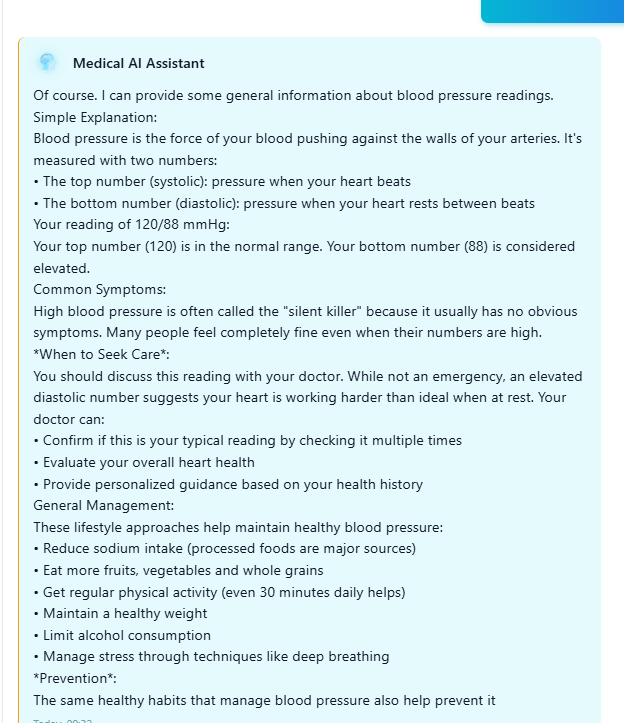 Medical AI Assistant
Of course. I can provide some general information about blood pressure readings.
Simple Explanation:
Blood pressure is the force of your blood pushing against the walls of your arteries. It's
measured with two numbers:
• The top number (systolic): pressure when your heart beats
• The bottom number (diastolic): pressure when your heart rests between beats
Your reading of 120/88 mmHg:
Your top number (120) is in the normal range. Your bottom number (88) is considered
elevated.
Common Symptoms:
High blood pressure is often called the "silent killer" because it usually has no obvious
symptoms. Many people feel completely fine even when their numbers are high.
*When to Seek Care*:
You should discuss this reading with your doctor. While not an emergency, an elevated
diastolic number suggests your heart is working harder than ideal when at rest. Your
doctor can:
• Confirm if this is your typical reading by checking it multiple times
• Evaluate your overall heart health
• Provide personalized guidance based on your health history
General Management:
These lifestyle approaches help maintain healthy blood pressure:
• Reduce sodium intake (processed foods are major sources)
• Eat more fruits, vegetables and whole grains
• Get regular physical activity (even 30 minutes daily helps)
• Maintain a healthy weight
• Limit alcohol consumption
• Manage stress through techniques like deep breathing
*Prevention*:
The same healthy habits that manage blood pressure also help prevent it